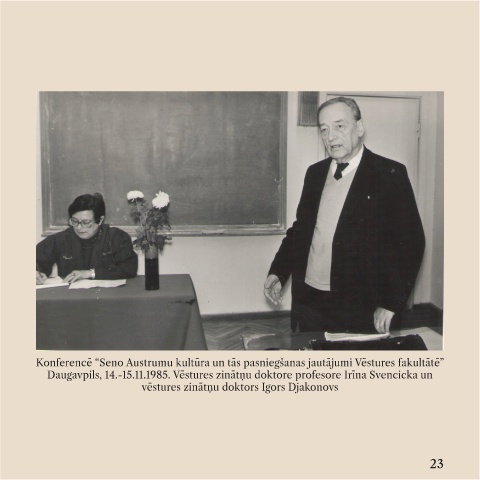 Konferencē “Seno Austrumu kultūra un tās pasniegšanas jautājumi Vēstures fakultātē”
Daugavpils, 14.-15.11.1985. Vēstures zinātņu doktore profesore Irīna Svencicka un
vēstures zinātņu doktors Igors Djakonovs
23